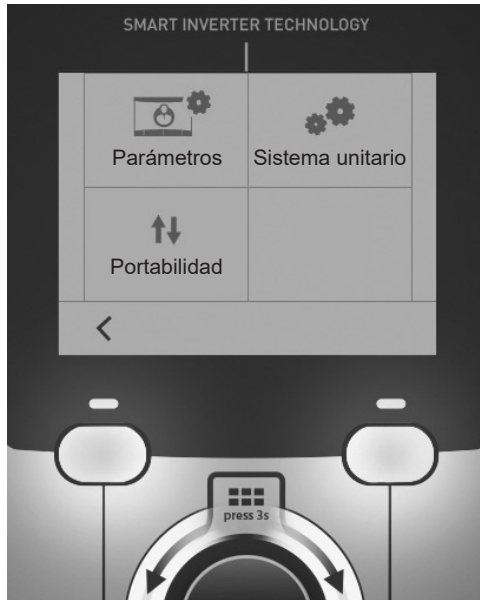 SMART INVERTER TECHNOLOGY
Parámetros
Sistema unitario
Portabilidad
press 3s